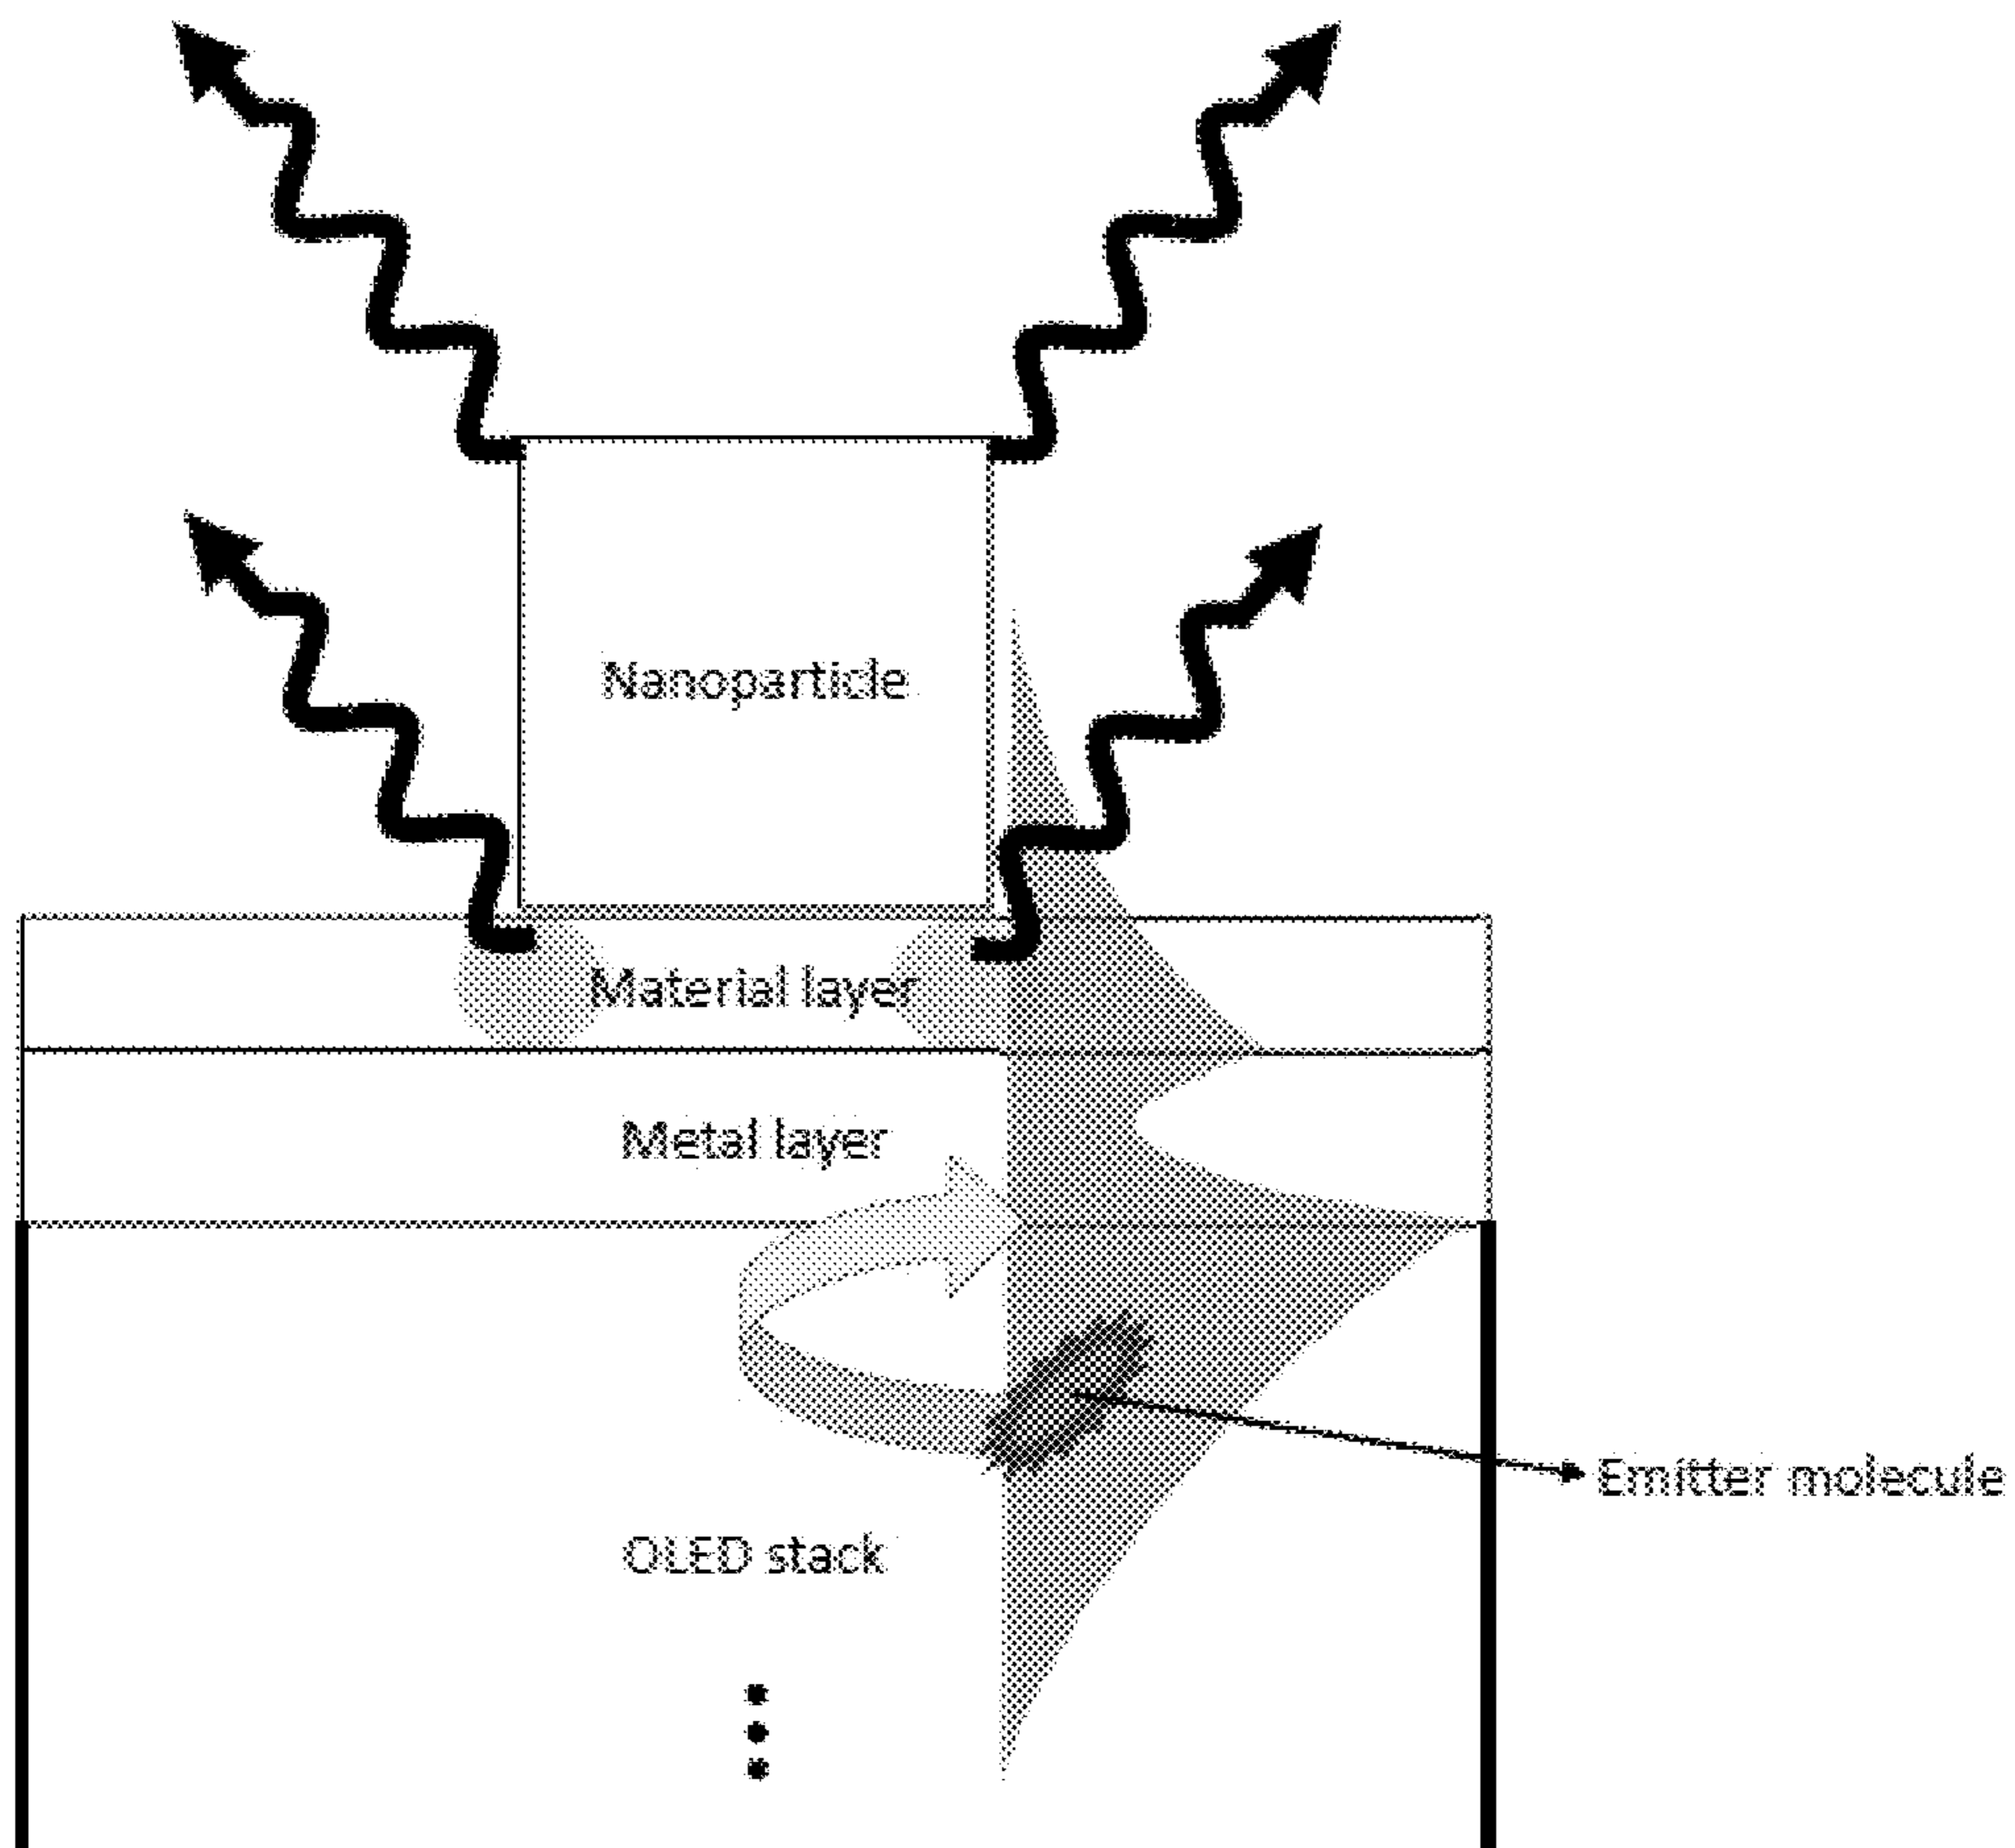 Nanoparticle
Material layer
Metal layer
Emitter molecule
OLED stack